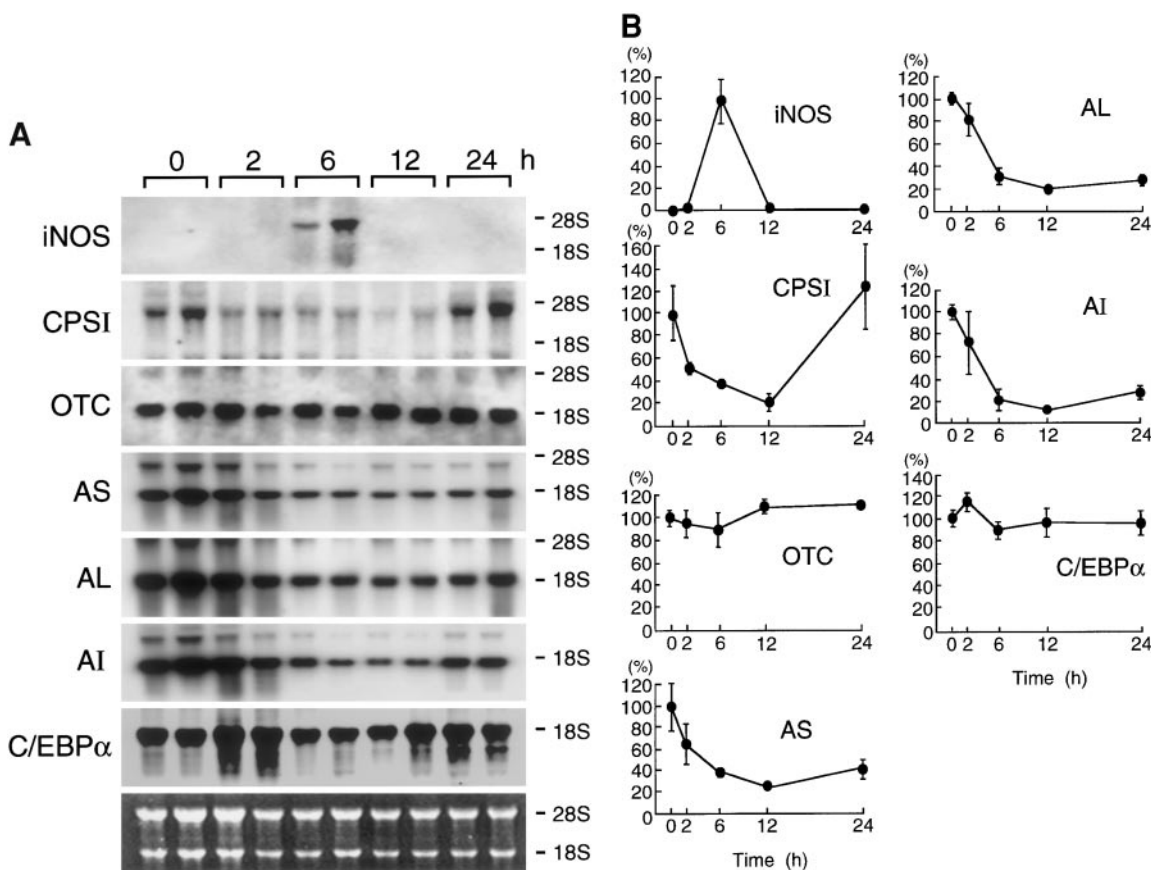 A
0 2 6 12 24 h
iNOS
28S
18S
CPSI
28S
18S
OTC
28S
18S
AS
28S
18S
AL
28S
18S
AI
18S
C/EBPα
18S
28S
18S
B
(%)
120
100
80
60
40
20
0
iNOS
0 2 6 12 24
(%)
160
140
120
100
80
60
40
20
0
CPSI
0 2 6 12 24
(%)
120
100
80
60
40
20
0
OTC
0 2 6 12 24
(%)
120
100
80
60
40
20
0
AS
0 2 6 12 24
Time (h)
(%)
120
100
80
60
40
20
0
AL
0 2 6 12 24
(%)
120
100
80
60
40
20
0
AI
0 2 6 12 24
(%)
140
120
100
80
60
40
20
0
C/EBPα
0 2 6 12 24
Time (h)